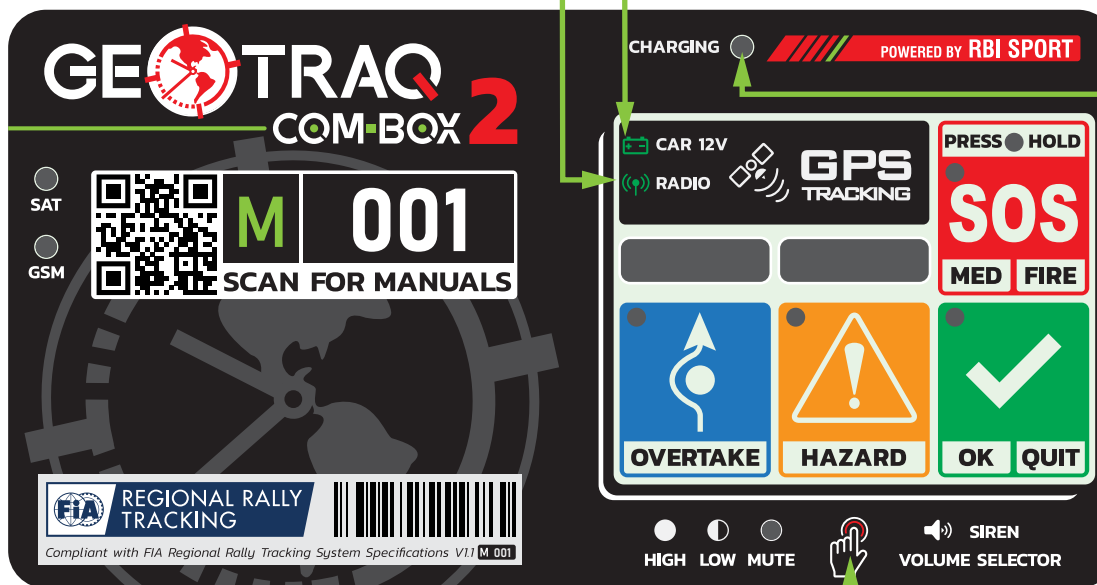 GEOTRAQ
COM-BOX 2
SAT
GSM
M 001
SCAN FOR MANUALS
FiA REGIONAL RALLY
TRACKING
Compliant with FIA Regional Rally Tracking System Specifications V1.1 M 001
CHARGING
POWERED BY RBI SPORT
CAR 12V
RADIO
GPS
TRACKING
PRESS HOLD
SOS
MED FIRE
OVERTAKE
HAZARD
OK QUIT
HIGH LOW MUTE
SIREN
VOLUME SELECTOR